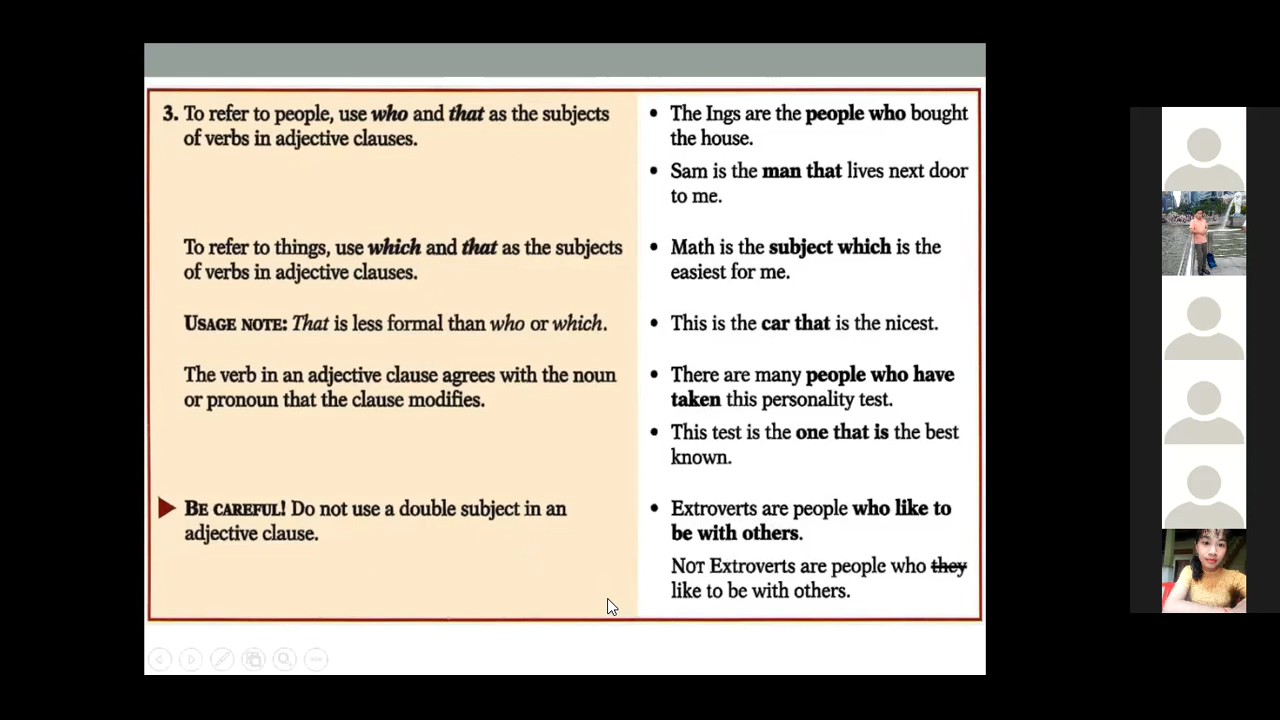 3. To refer to people, use who and that as the subjects
of verbs in adjective clauses.
• The Ings are the people who bought
the house.
• Sam is the man that lives next door
to me.
To refer to things, use which and that as the subjects
of verbs in adjective clauses.
• Math is the subject which is the
easiest for me.
USAGE NOTE: That is less formal than who or which.
• This is the car that is the nicest.
The verb in an adjective clause agrees with the noun
or pronoun that the clause modifies.
• There are many people who have
taken this personality test.
• This test is the one that is the best
known.
BE CAREFUL! Do not use a double subject in an
adjective clause.
• Extroverts are people who like to
be with others.
NOT Extroverts are people who they
like to be with others.